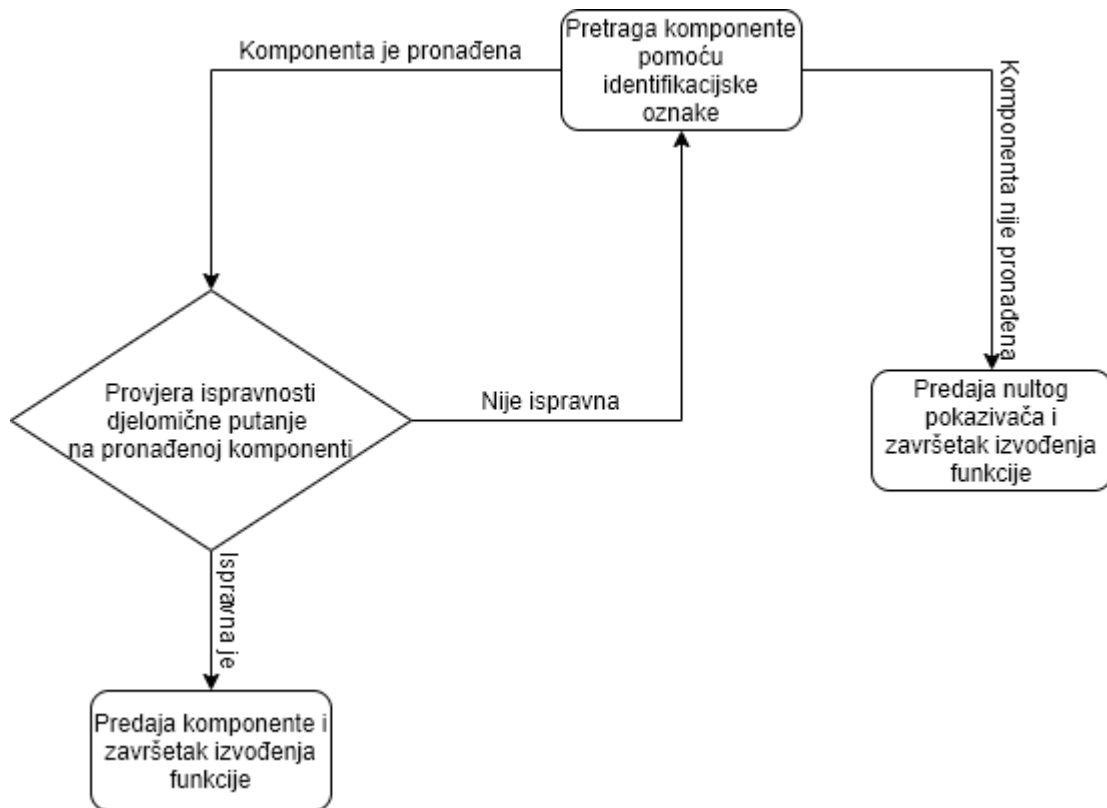 Pretraga komponente
pomoću
identifikacijske
oznake
Komponenta je pronađena
Komponenta nije pronađena
Provjera ispravnosti
djelomične putanje
na pronađenoj komponenti
Nije ispravna
Predaja nultog
pokazivača i
završetak izvođenja
funkcije
Ispravna je
Predaja komponente i
završetak izvođenja
funkcije